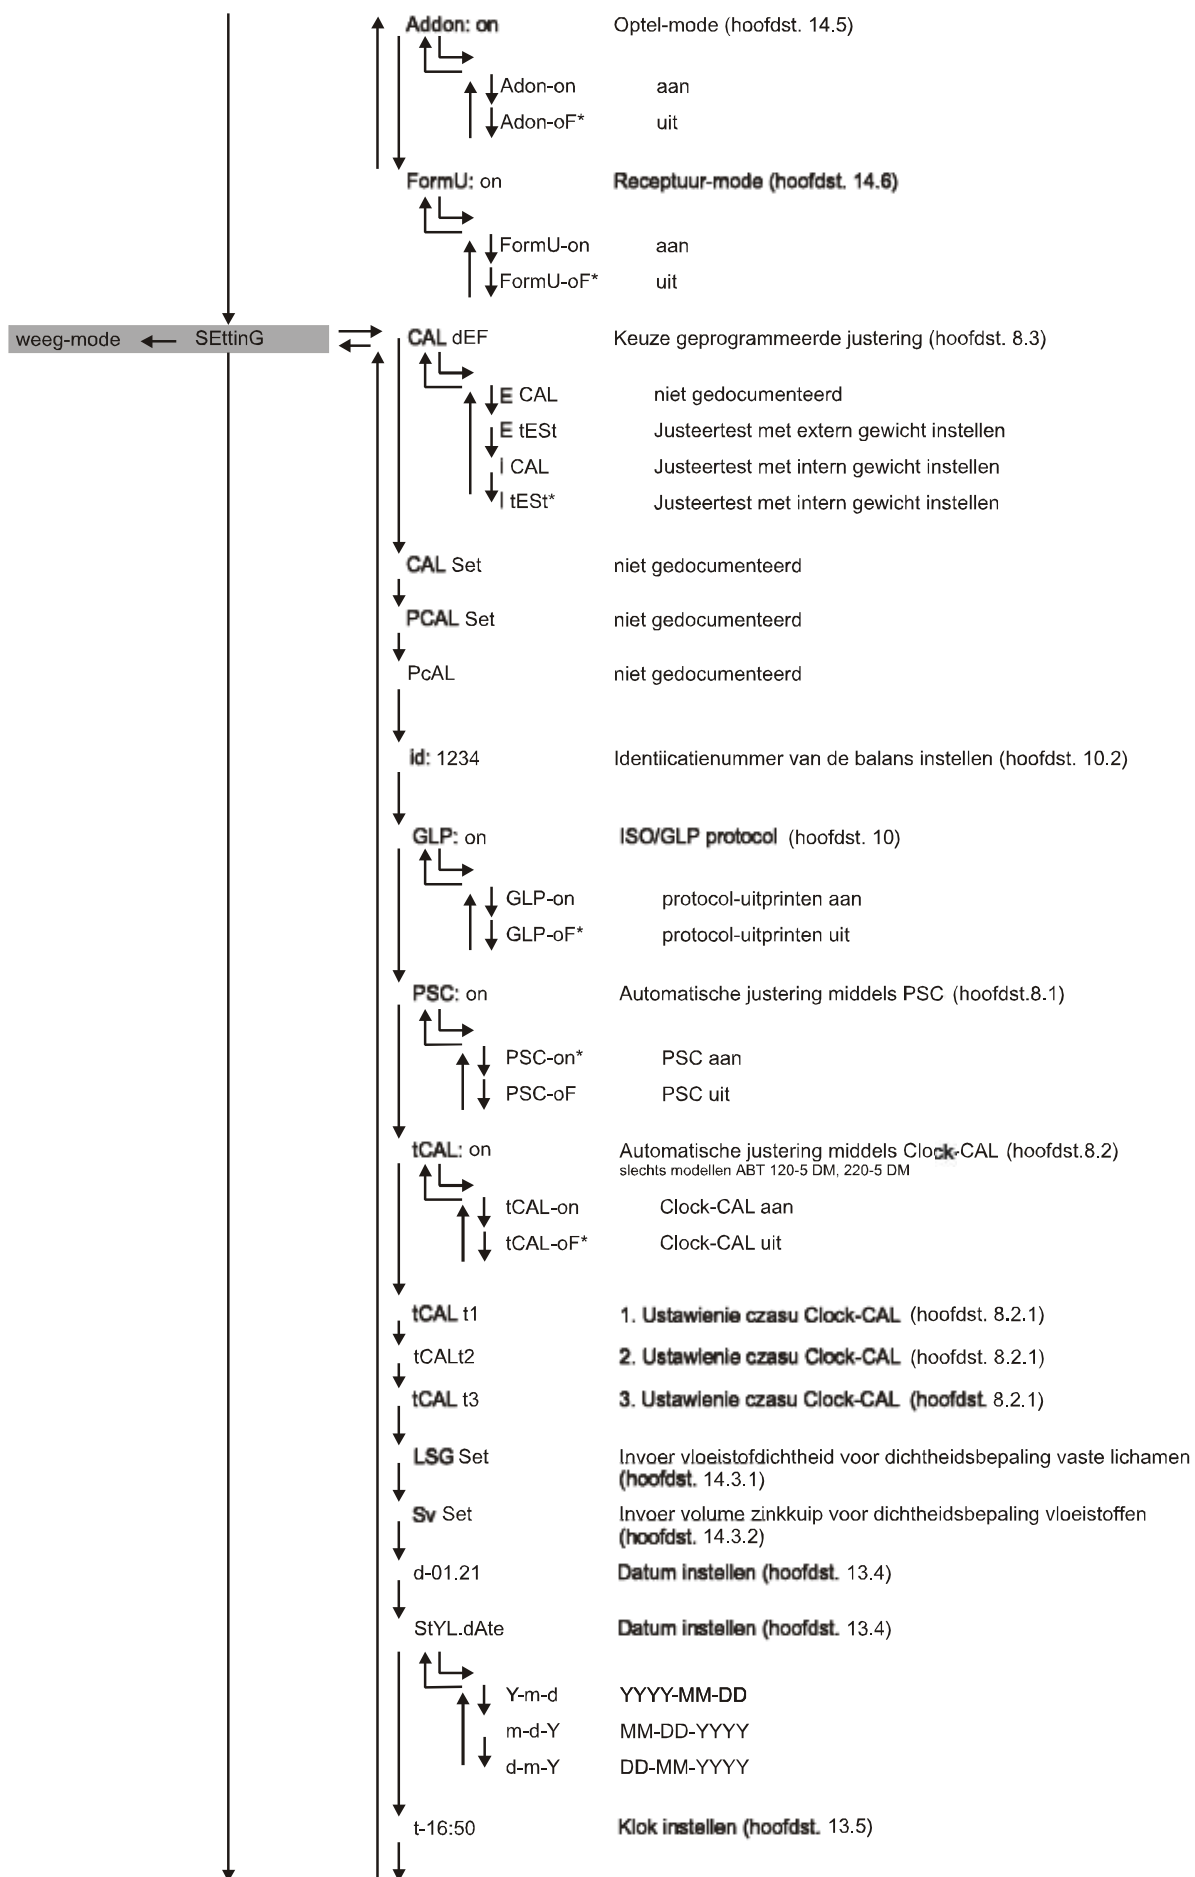 Addon: on Optel-mode (hoofdst. 14.5)
Adon-on aan
Adon-oF* uit
FormU: on Receptuur-mode (hoofdst. 14.6)
FormU-on aan
FormU-oF* uit
weeg-mode SEttinG CAL dEF Keuze geprogrammeerde justering (hoofdst. 8.3)
E CAL niet gedocumenteerd
E tESt Justeertest met extern gewicht instellen
I CAL Justeertest met intern gewicht instellen
I tESt* Justeertest met intern gewicht instellen
CAL Set niet gedocumenteerd
PCAL Set niet gedocumenteerd
PcAL niet gedocumenteerd
id: 1234 Identiicatienummer van de balans instellen (hoofdst. 10.2)
GLP: on ISO/GLP protocol (hoofdst. 10)
GLP-on protocol-uitprinten aan
GLP-oF* protocol-uitprinten uit
PSC: on Automatische justering middels PSC (hoofdst.8.1)
PSC-on* PSC aan
PSC-oF PSC uit
tCAL: on Automatische justering middels Clock-CAL (hoofdst.8.2)
slechts modellen ABT 120-5 DM, 220-5 DM
tCAL-on Clock-CAL aan
tCAL-oF* Clock-CAL uit
tCAL t1 1. Ustawienie czasu Clock-CAL (hoofdst. 8.2.1)
tCALt2 2. Ustawienie czasu Clock-CAL (hoofdst. 8.2.1)
tCAL t3 3. Ustawienie czasu Clock-CAL (hoofdst. 8.2.1)
LSG Set Invoer vloeistofdichtheid voor dichtheidsbepaling vaste lichamen
(hoofdst. 14.3.1)
Sv Set Invoer volume zinkkuip voor dichtheidsbepaling vloeistoffen
(hoofdst. 14.3.2)
d-01.21 Datum instellen (hoofdst. 13.4)
StYL.dAte Datum instellen (hoofdst. 13.4)
Y-m-d YYYY-MM-DD
m-d-Y MM-DD-YYYY
d-m-Y DD-MM-YYYY
t-16:50 Klok instellen (hoofdst. 13.5)